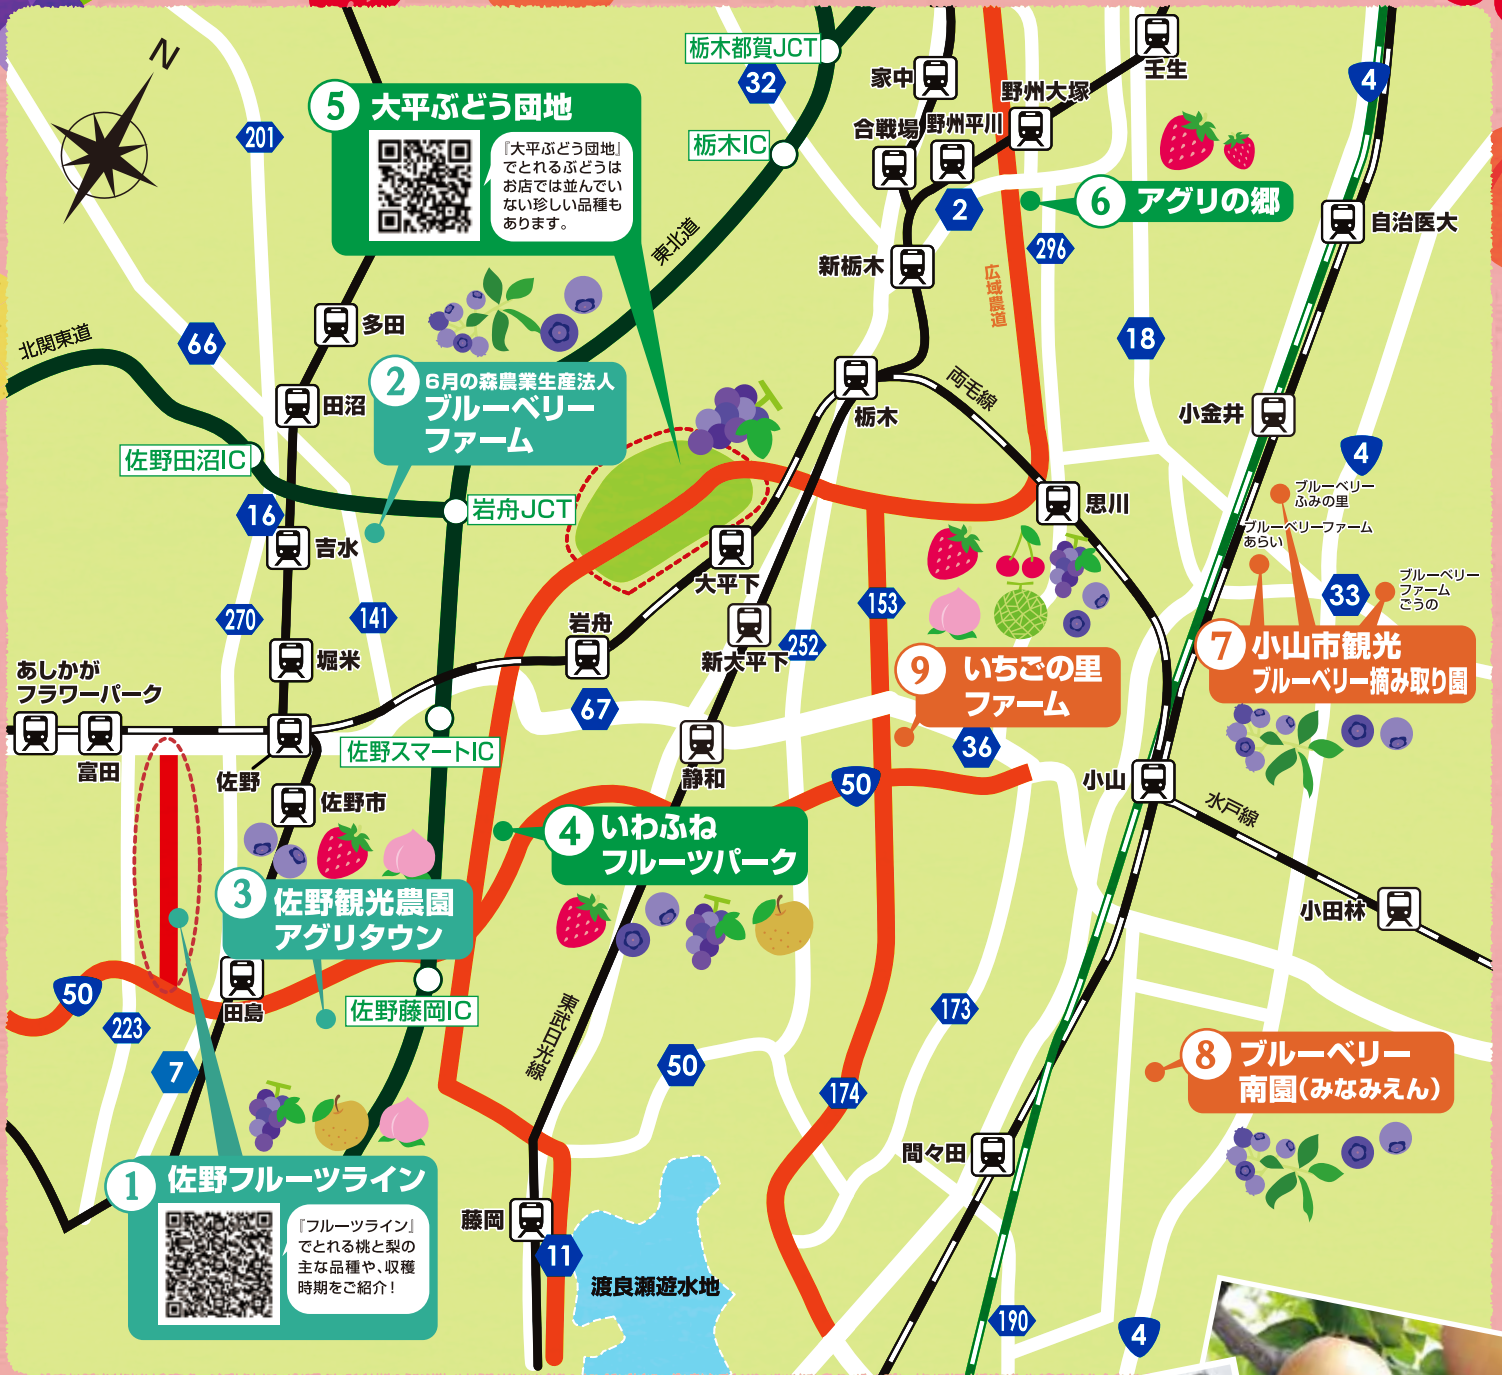 N
201
栃木都賀JCT
32
家中
壬生
4
野州大塚
合戦場
野州平川
栃木IC
5
大平ぶどう団地
『大平ぶどう団地』
でとれるぶどうは
お店では並んでい
ない珍しい品種も
あります。
2
6
アグリの郷
自治医大
東北道
新栃木
296
広域農道
多田
66
北関東道
18
2
6月の森農業生産法人
ブルーベリー
ファーム
田沼
栃木
両毛線
小金井
4
佐野田沼IC
岩舟JCT
思川
ブルーベリー
ふみの里
ブルーベリーファーム
あらい
ブルーベリー
ファーム
ごうの
33
16
吉水
大平下
270
141
岩舟
新大平下
252
153
7
小山市観光
ブルーベリー摘み取り園
堀米
あしかが
フラワーパーク
9
いちごの里
ファーム
67
36
富田
佐野
佐野スマートIC
静和
50
小山
水戸線
佐野市
4
いわふね
フルーツパーク
3
佐野観光農園
アグリタウン
小田林
50
田島
佐野藤岡IC
223
7
東武日光線
50
173
174
8
ブルーベリー
南園(みなみえん)
間々田
1
佐野フルーツライン
『フルーツライン』
でとれる桃と梨の
主な品種や、収穫
時期をご紹介！
藤岡
11
渡良瀬遊水地
190
4